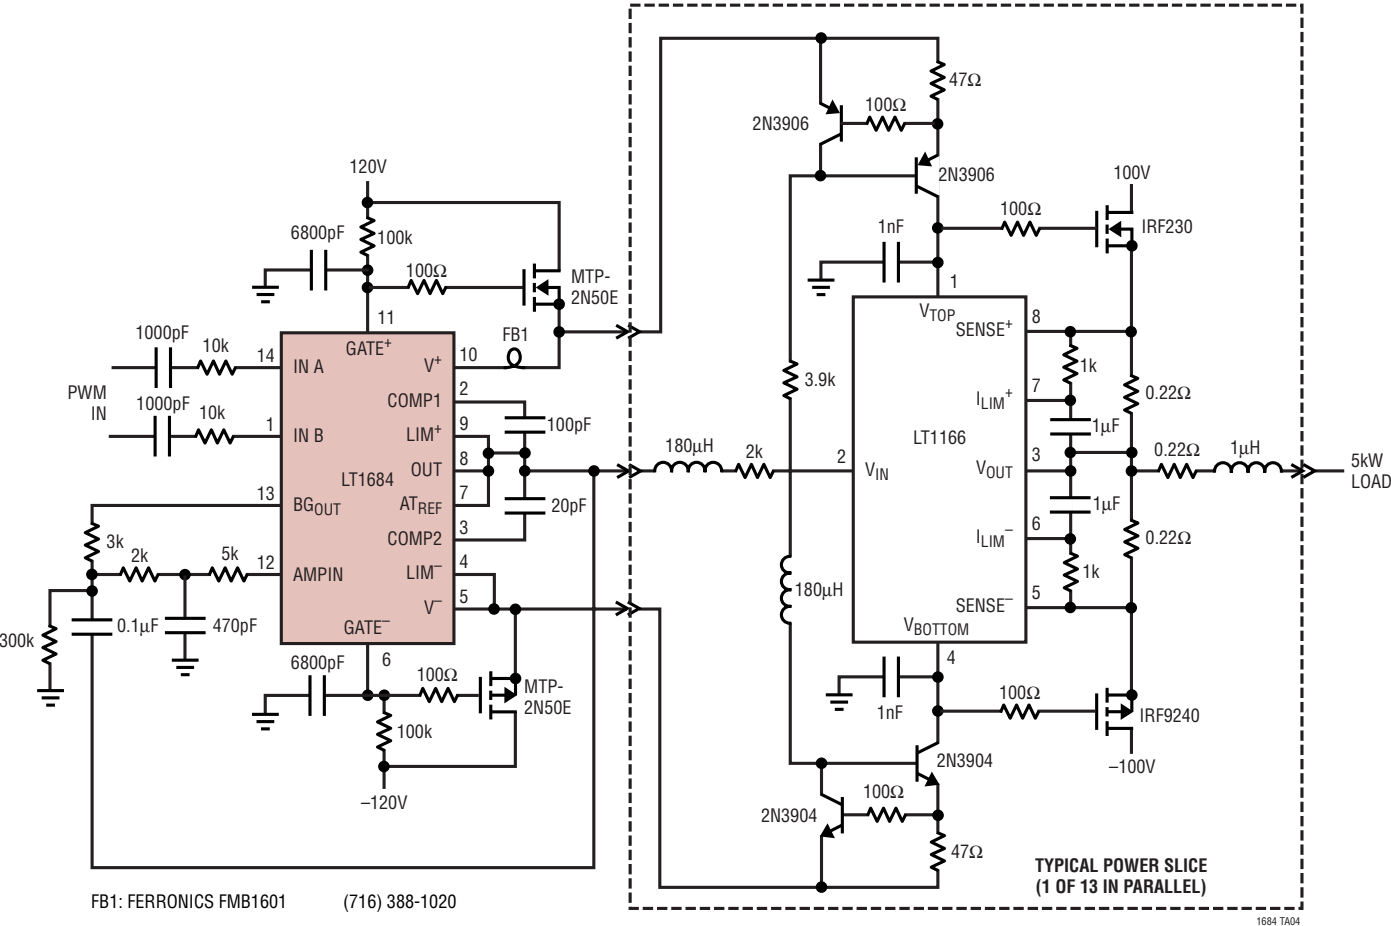 120V
6800pF
100k
100Ω
MTP-
2N50E
FB1
11
GATE+
1000pF
10k
14
IN A
V+
10
PWM
IN
COMP1
2
100pF
1000pF
10k
1
IN B
LIM+
9
OUT
8
LT1684
13
BGOUT
ATREF
7
20pF
3k
2k
5k
12
AMPIN
COMP2
3
LIM–
4
V–
5
300k
0.1µF
470pF
GATE–
6
6800pF
100Ω
MTP-
2N50E
100k
–120V
FB1: FERRONICS FMB1601
(716) 388-1020
47Ω
2N3906
100Ω
2N3906
100V
1nF
100Ω
IRF230
1
VTOP
SENSE+
8
1k
3.9k
ILIM+
7
0.22Ω
1µF
LT1166
180µH
2k
2
VIN
VOUT
3
0.22Ω
1µH
5kW
LOAD
1µF
ILIM–
6
0.22Ω
180µH
1k
SENSE–
5
VBOTTOM
4
1nF
100Ω
IRF9240
–100V
2N3904
100Ω
2N3904
47Ω
TYPICAL POWER SLICE
(1 OF 13 IN PARALLEL)
1684 TA04